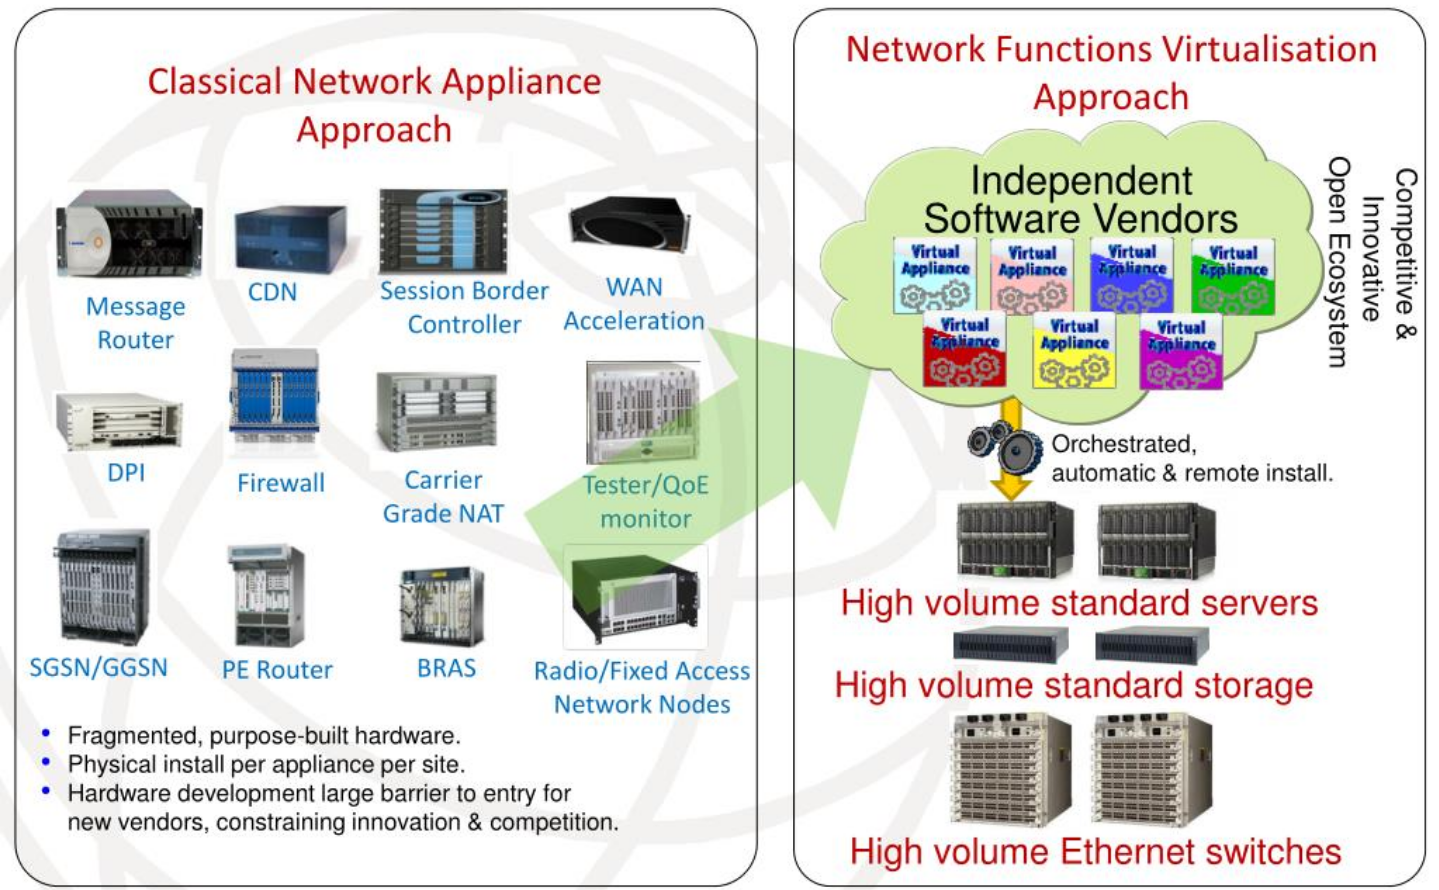 Classical Network Appliance
Approach
Message
Router
CDN
Session Border
Controller
WAN
Acceleration
DPI
Firewall
Carrier
Grade NAT
Tester/QoE
monitor
SGSN/GGSN
PE Router
BRAS
Radio/Fixed Access
Network Nodes
• Fragmented, purpose-built hardware.
• Physical install per appliance per site.
• Hardware development large barrier to entry for
new vendors, constraining innovation & competition.
Network Functions Virtualisation
Approach
Independent
Software Vendors
Virtual
Appliance
Virtual
Appliance
Virtual
Appliance
Virtual
Appliance
Virtual
Appliance
Virtual
Appliance
Virtual
Appliance
Competitive &
Innovative
Open Ecosystem
Orchestrated,
automatic & remote install.
High volume standard servers
High volume standard storage
High volume Ethernet switches